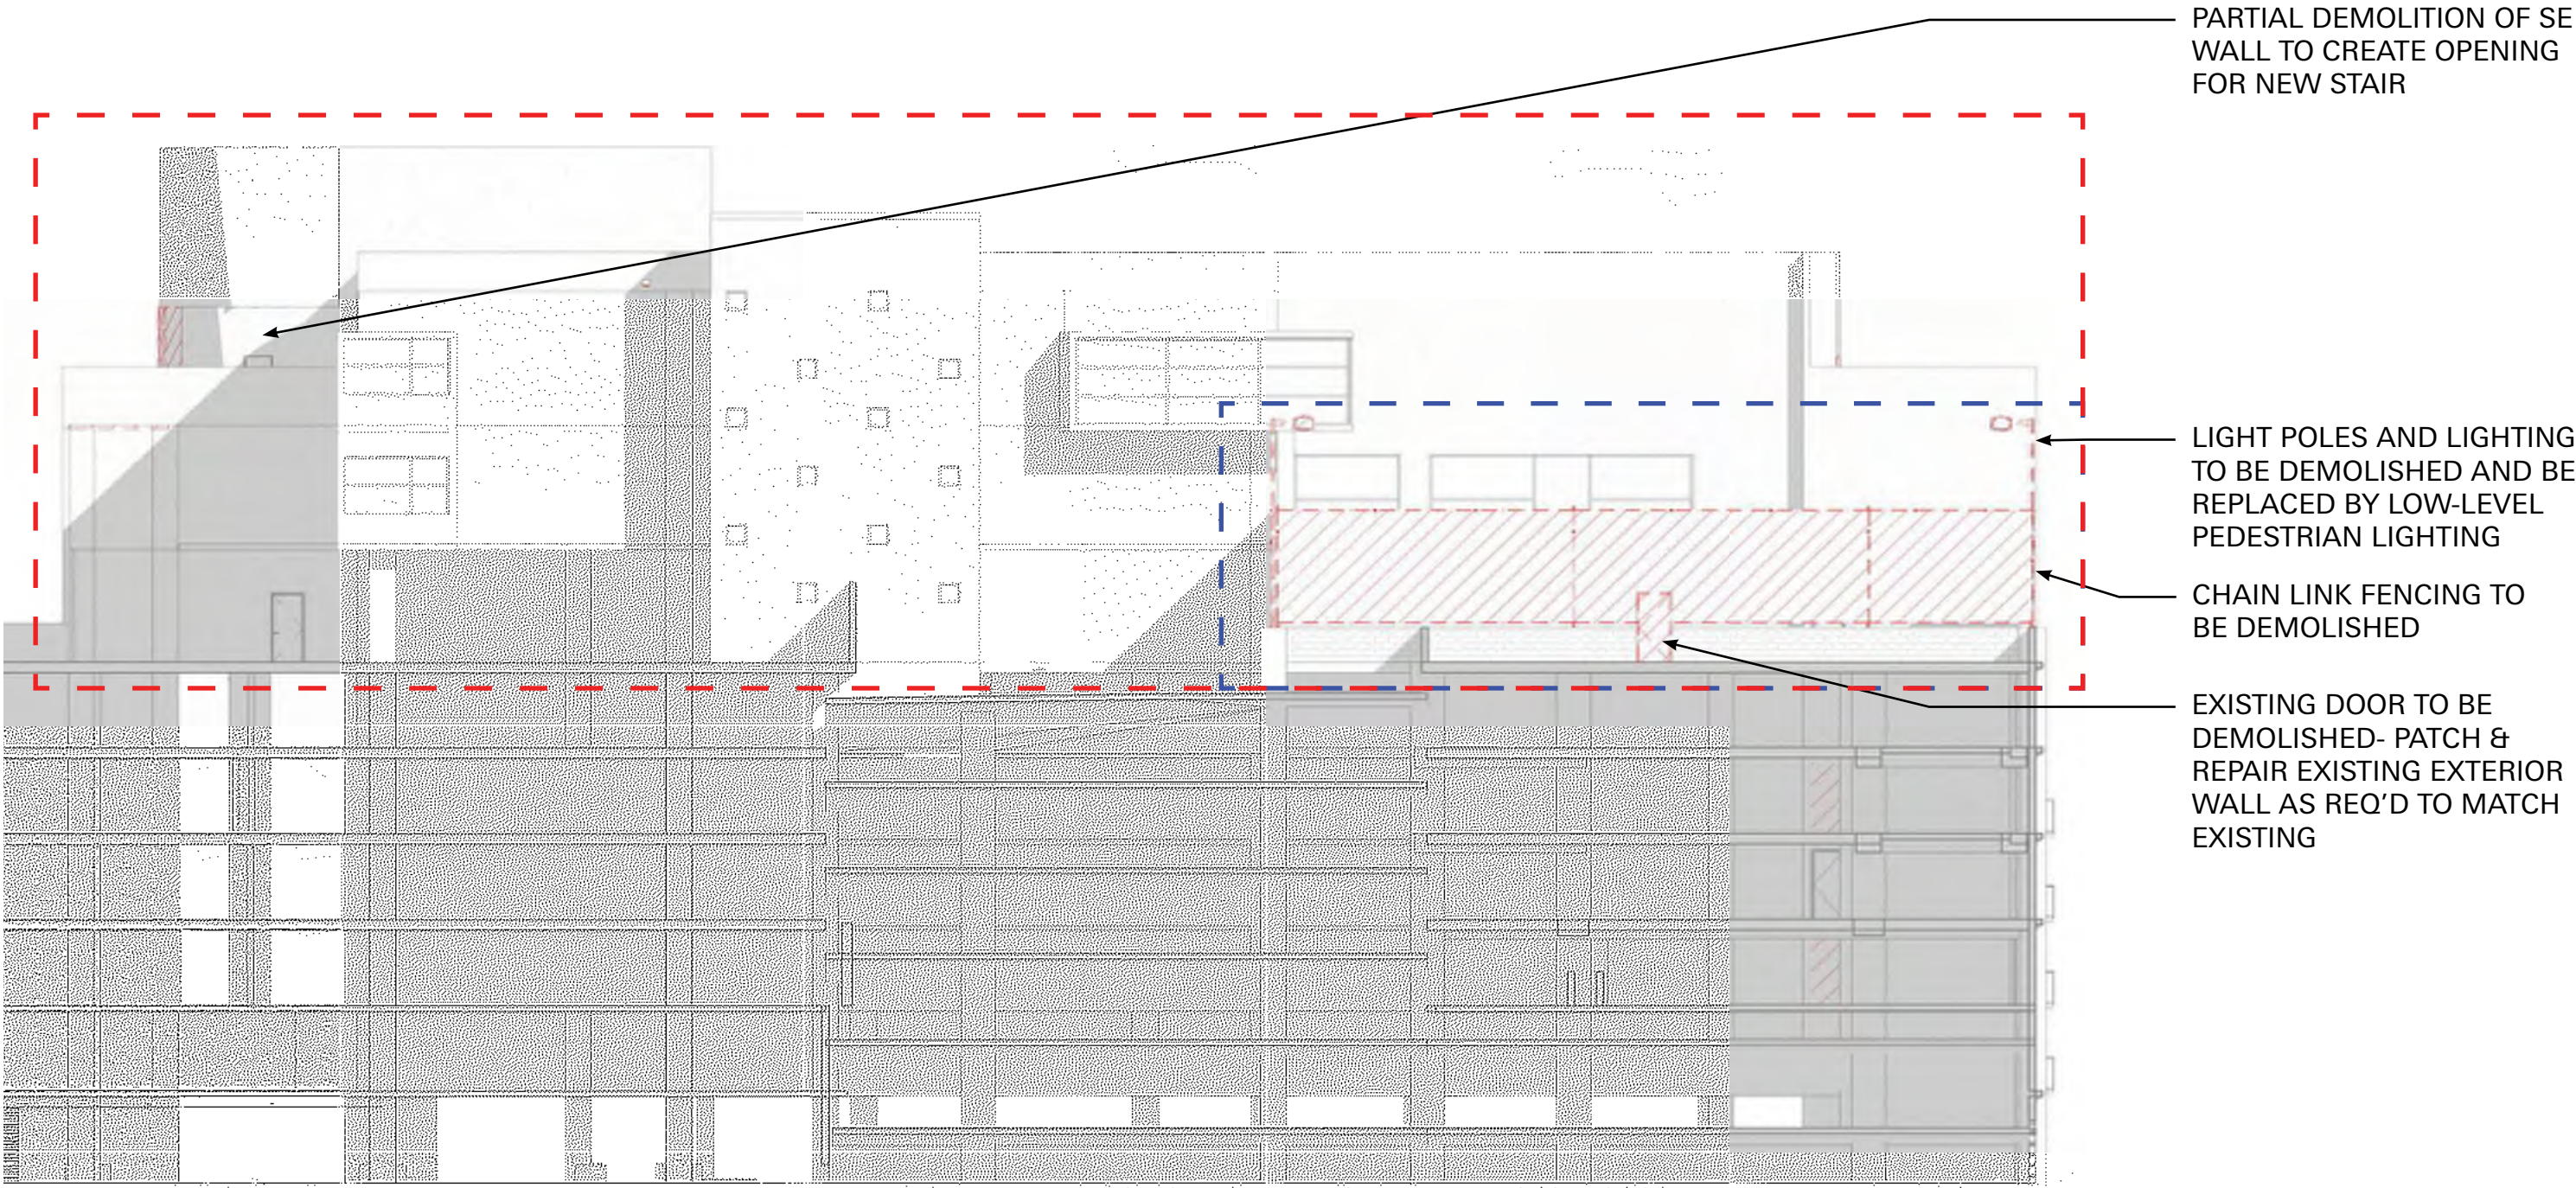 PARTIAL DEMOLITION OF SE
WALL TO CREATE OPENING
FOR NEW STAIR
LIGHT POLES AND LIGHTING
TO BE DEMOLISHED AND BE
REPLACED BY LOW-LEVEL
PEDESTRIAN LIGHTING
CHAIN LINK FENCING TO
BE DEMOLISHED
EXISTING DOOR TO BE
DEMOLISHED- PATCH &
REPAIR EXISTING EXTERIOR
WALL AS REQ’D TO MATCH
EXISTING